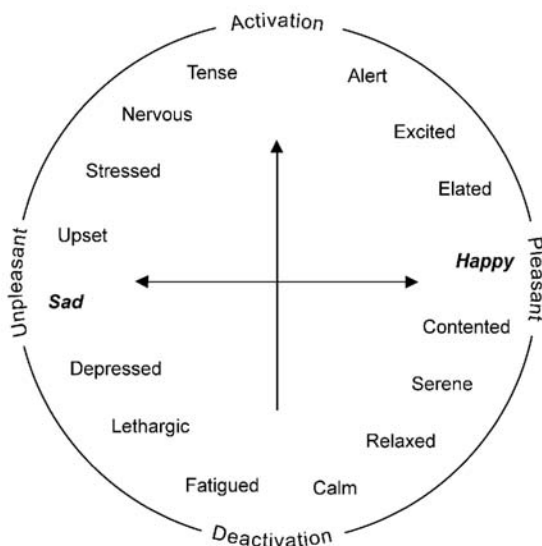 Activation
Tense
Alert
Nervous
Excited
Stressed
Elated
Upset
Happy
Unpleasant
Pleasant
Sad
Contented
Depressed
Serene
Lethargic
Relaxed
Fatigued
Calm
Deactivation